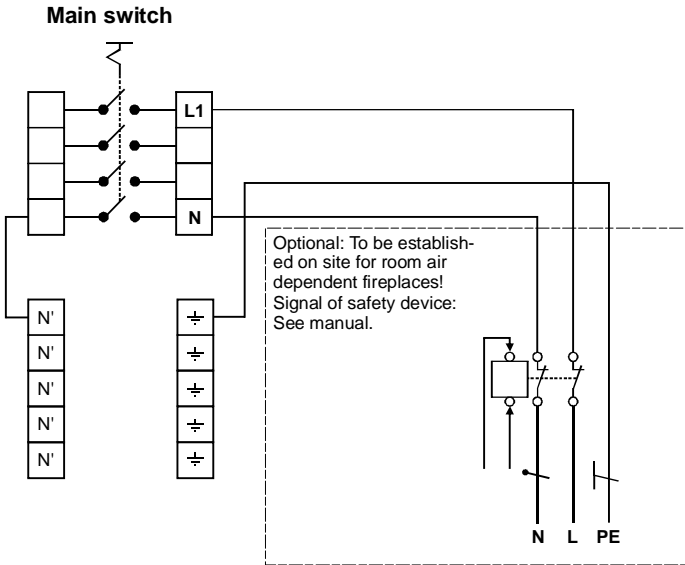 Main switch
L1
N
Optional: To be establish-
ed on site for room air
dependent fireplaces!
Signal of safety device:
See manual.
N'
N'
N'
N'
N'
N L PE